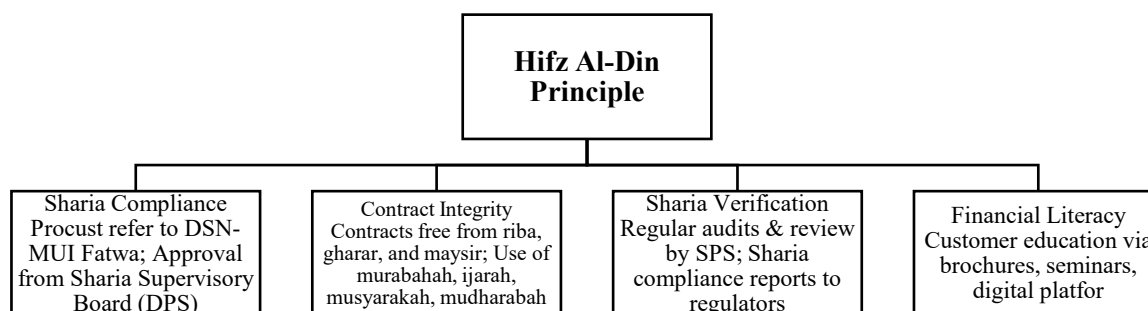 Hifz Al-Din
Principle
Sharia Compliance
Procust refer to DSN-
MUI Fatwa; Approval
from Sharia Supervisory
Board (DPS)
Contract Integrity
Contracts free from riba,
gharar, and maysir; Use of
murabahah, ijarah,
musyarakah, mudharabah
Sharia Verification
Regular audits & review
by SPS; Sharia
compliance reports to
regulators
Financial Literacy
Customer education via
brochures, seminars,
digital platfor